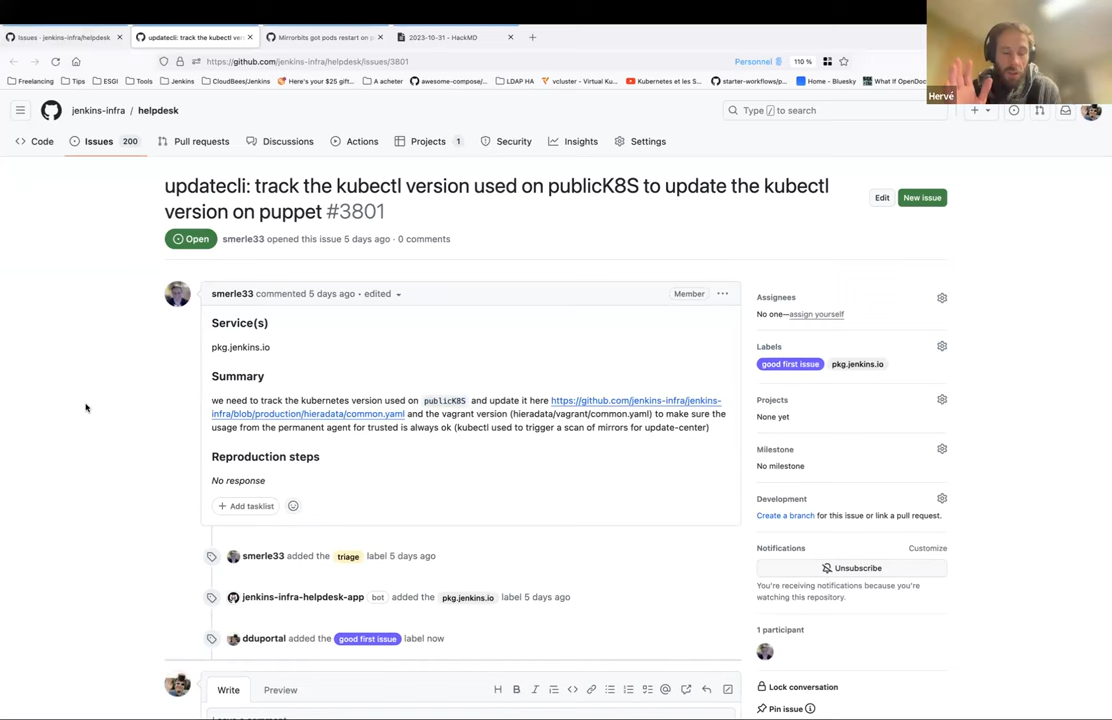 Issues · jenkins-infra/helpdesk
updatecli: track the kubectl ver
Mirrorbits got pods restart on p
2023-10-31 - HackMD
https://github.com/jenkins-infra/helpdesk/issues/3801
Personnel
110 %
Freelancing
Tips
ESGI
Tools
Jenkins
CloudBees/Jenkins
Here's your $25 gift...
A acheter
awesome-compose/...
LDAP HA
vcluster - Virtual Ku...
Kubernetes et les S...
starter-workflows/p...
Home - Bluesky
What If OpenDoc
Hervé
jenkins-infra / helpdesk
Type / to search
Code
Issues 200
Pull requests
Discussions
Actions
Projects 1
Security
Insights
Settings
updatecli: track the kubectl version used on publicK8S to update the kubectl
version on puppet #3801
Edit
New issue
Open
smerle33 opened this issue 5 days ago · 0 comments
smerle33 commented 5 days ago • edited
Member
Service(s)
pkg.jenkins.io
Summary
we need to track the kubernetes version used on publicK8S and update it here https://github.com/jenkins-infra/jenkins-
infra/blob/production/hieradata/common.yaml and the vagrant version (hieradata/vagrant/common.yaml) to make sure the
usage from the permanent agent for trusted is always ok (kubectl used to trigger a scan of mirrors for update-center)
Reproduction steps
No response
Add tasklist
smerle33 added the triage label 5 days ago
jenkins-infra-helpdesk-app bot added the pkg.jenkins.io label 5 days ago
dduportal added the good first issue label now
Write
Preview
Assignees
No one—assign yourself
Labels
good first issue
pkg.jenkins.io
Projects
None yet
Milestone
No milestone
Development
Create a branch for this issue or link a pull request.
Notifications
Customize
Unsubscribe
You're receiving notifications because you're
watching this repository.
1 participant
Lock conversation
Pin issue